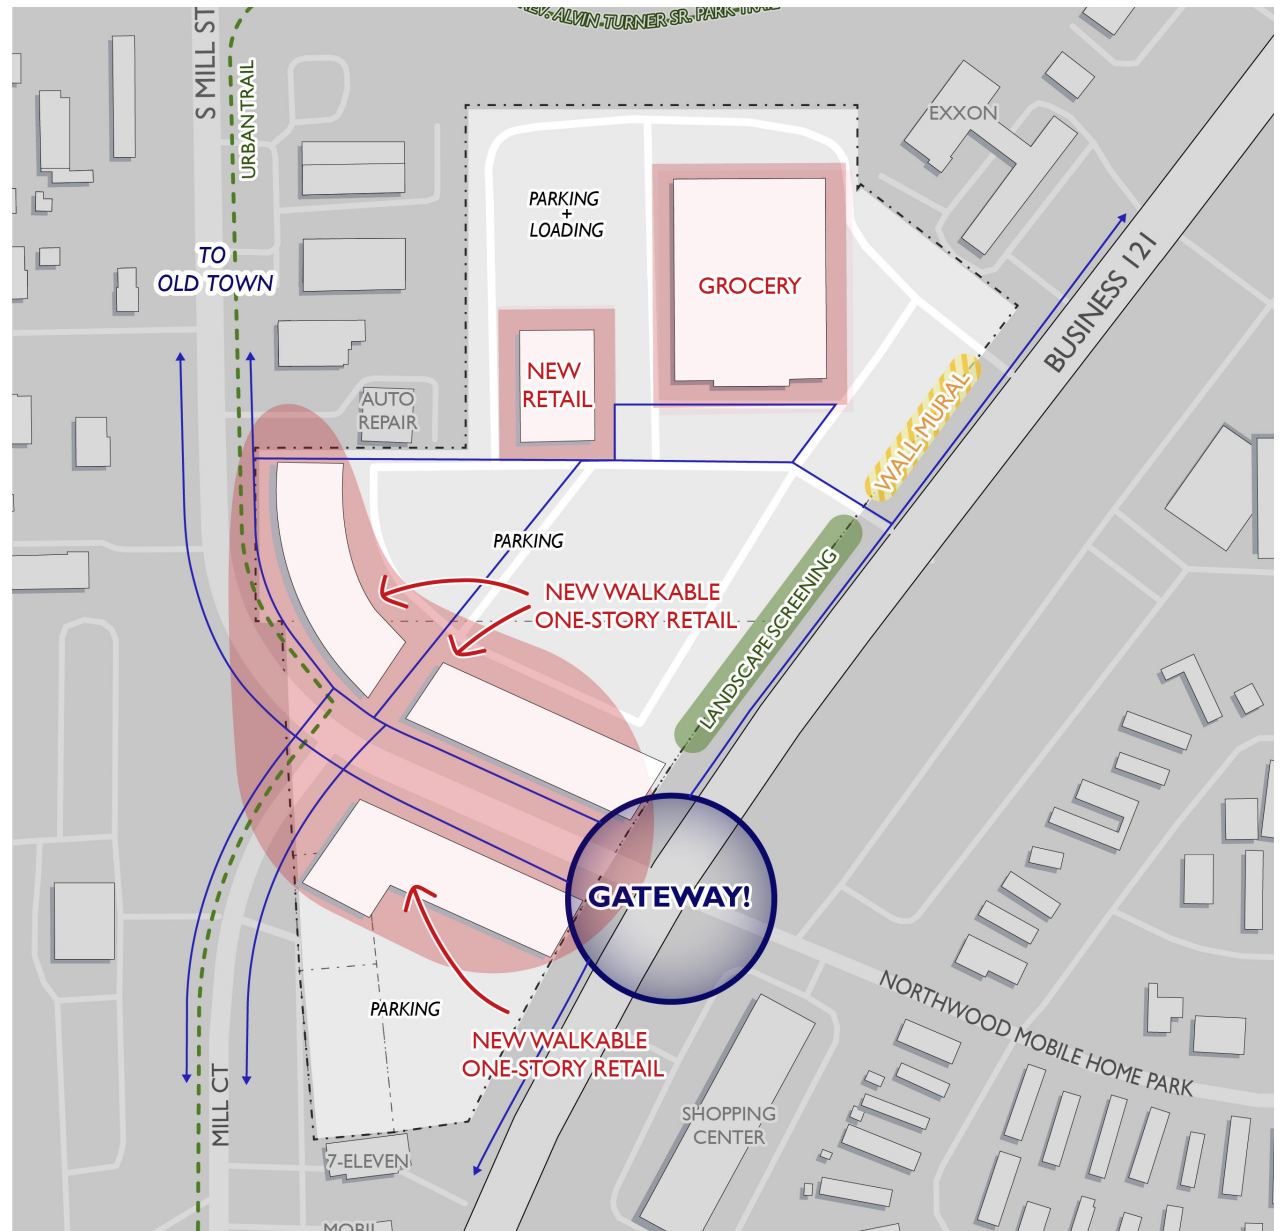 REV. ALVIN TURNER SR. PARK TRAIL
S MILL ST
URBAN TRAIL
EXXON
PARKING
+
LOADING
TO
OLD TOWN
GROCERY
BUSINESS 121
NEW
RETAIL
AUTO
REPAIR
WALL MURAL
PARKING
NEW WALKABLE
ONE-STORY RETAIL
LANDSCAPE SCREENING
GATEWAY!
NORTHWOOD MOBILE HOME PARK
PARKING
NEW WALKABLE
ONE-STORY RETAIL
MILL CT
SHOPPING
CENTER
7-ELEVEN
MOBIL